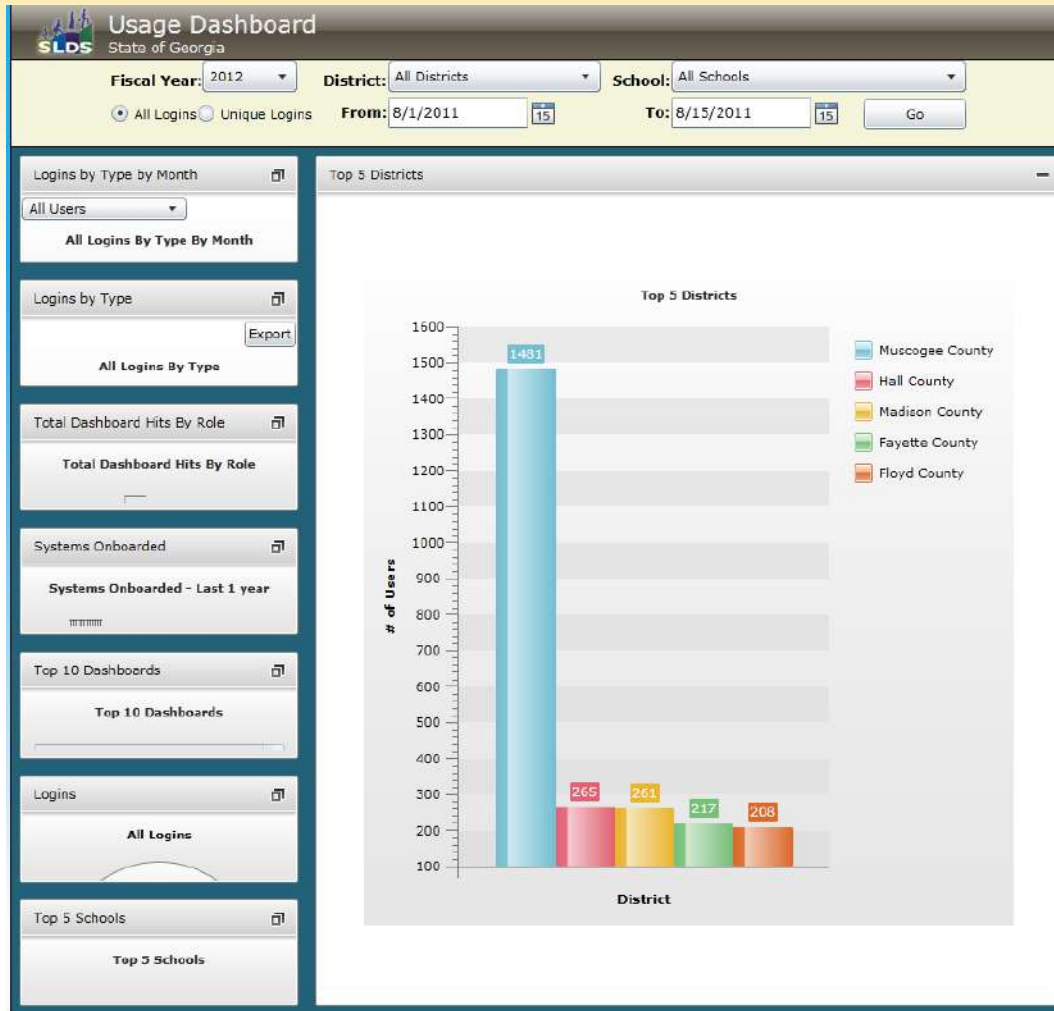 SLDS
Usage Dashboard
State of Georgia
Fiscal Year: 2012 District: All Districts School: All Schools
All Logins Unique Logins From: 8/1/2011 15 To: 8/15/2011 15 Go
Logins by Type by Month
All Users
All Logins By Type By Month
Logins by Type
Export
All Logins By Type
Total Dashboard Hits By Role
Total Dashboard Hits By Role
Systems Onboarded
Systems Onboarded - Last 1 year
Top 10 Dashboards
Top 10 Dashboards
Logins
All Logins
Top 5 Schools
Top 5 Schools
Top 5 Districts
Top 5 Districts
1600
1500
1400
1300
1200
1100
1000
900
800
700
600
500
400
300
200
100
# of Users
1481
265
261
217
208
District
Muscogee County
Hall County
Madison County
Fayette County
Floyd County